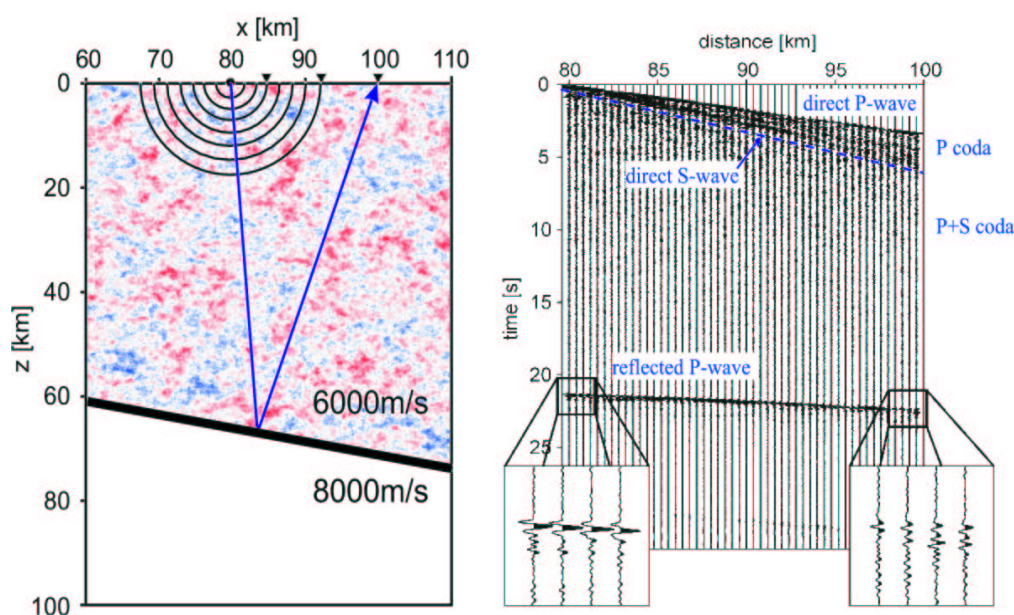 x [km]
60 70 80 90 100 110
0
20
40
60
80
100
z [km]
6000m/s
8000m/s
distance [km]
80 85 90 95 100
0
5
10
15
20
25
time [s]
direct P-wave
P coda
direct S-wave
P+S coda
reflected P-wave